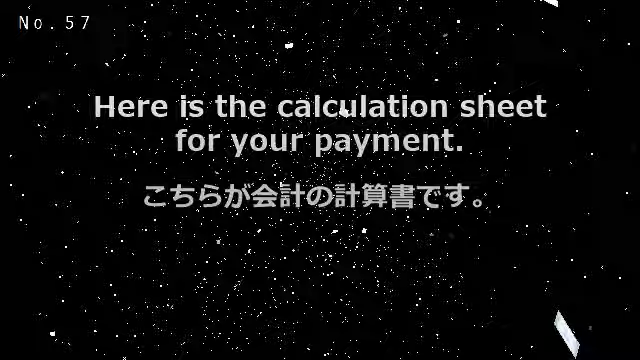 No.57
Here is the calculation sheet
for your payment.
こちらが会計の計算書です。